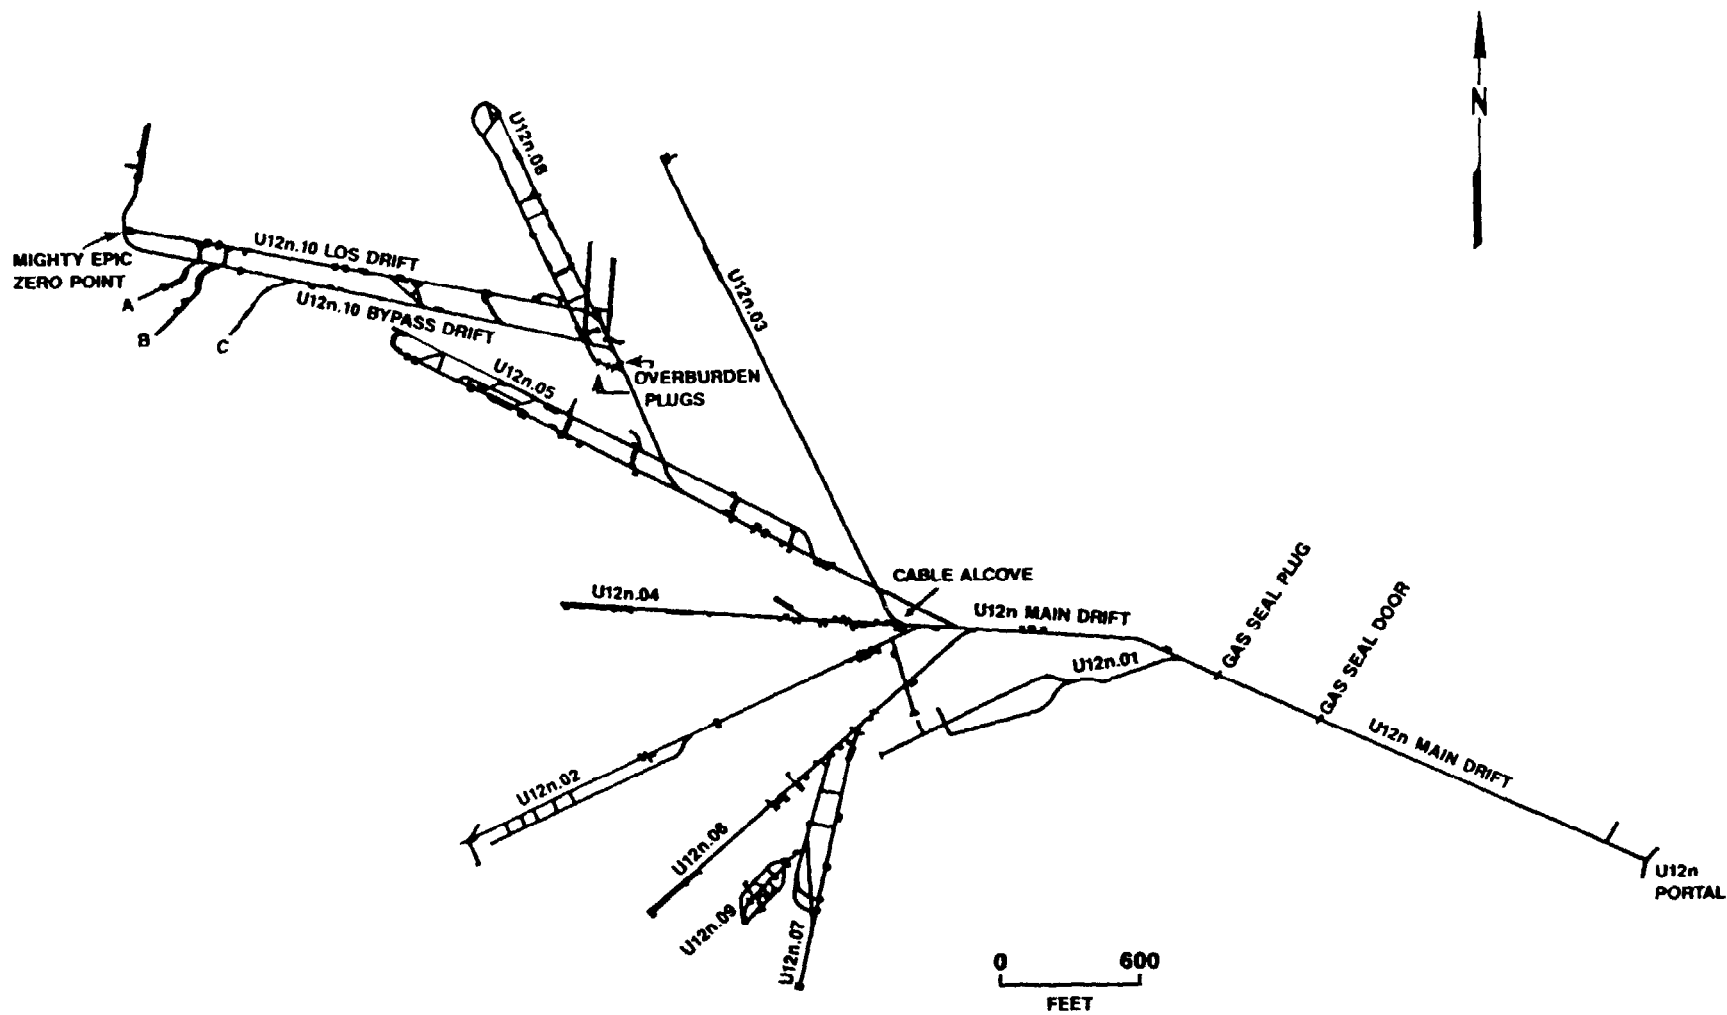 N
U12n.08
MIGHTY EPIC
ZERO POINT
U12n.10 LOS DRIFT
U12n.03
A
B
C
U12n.10 BYPASS DRIFT
U12n.05
OVERBURDEN
PLUGS
CABLE ALCOVE
U12n.04
U12n MAIN DRIFT
GAS SEAL PLUG
GAS SEAL DOOR
U12n.01
U12n MAIN DRIFT
U12n.02
U12n.06
U12n
PORTAL
U12n.09
U12n.07
0 600
FEET